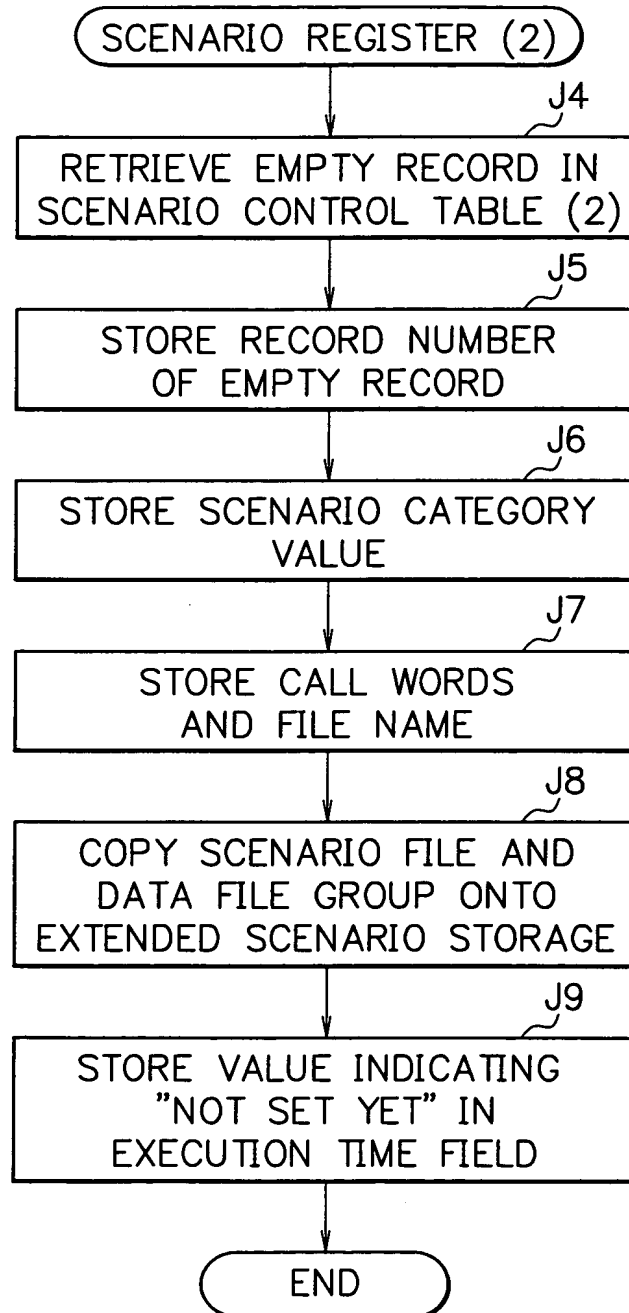 SCENARIO REGISTER (2)
J4
RETRIEVE EMPTY RECORD IN
SCENARIO CONTROL TABLE (2)
J5
STORE RECORD NUMBER
OF EMPTY RECORD
J6
STORE SCENARIO CATEGORY
VALUE
J7
STORE CALL WORDS
AND FILE NAME
J8
COPY SCENARIO FILE AND
DATA FILE GROUP ONTO
EXTENDED SCENARIO STORAGE
J9
STORE VALUE INDICATING
"NOT SET YET" IN
EXECUTION TIME FIELD
END